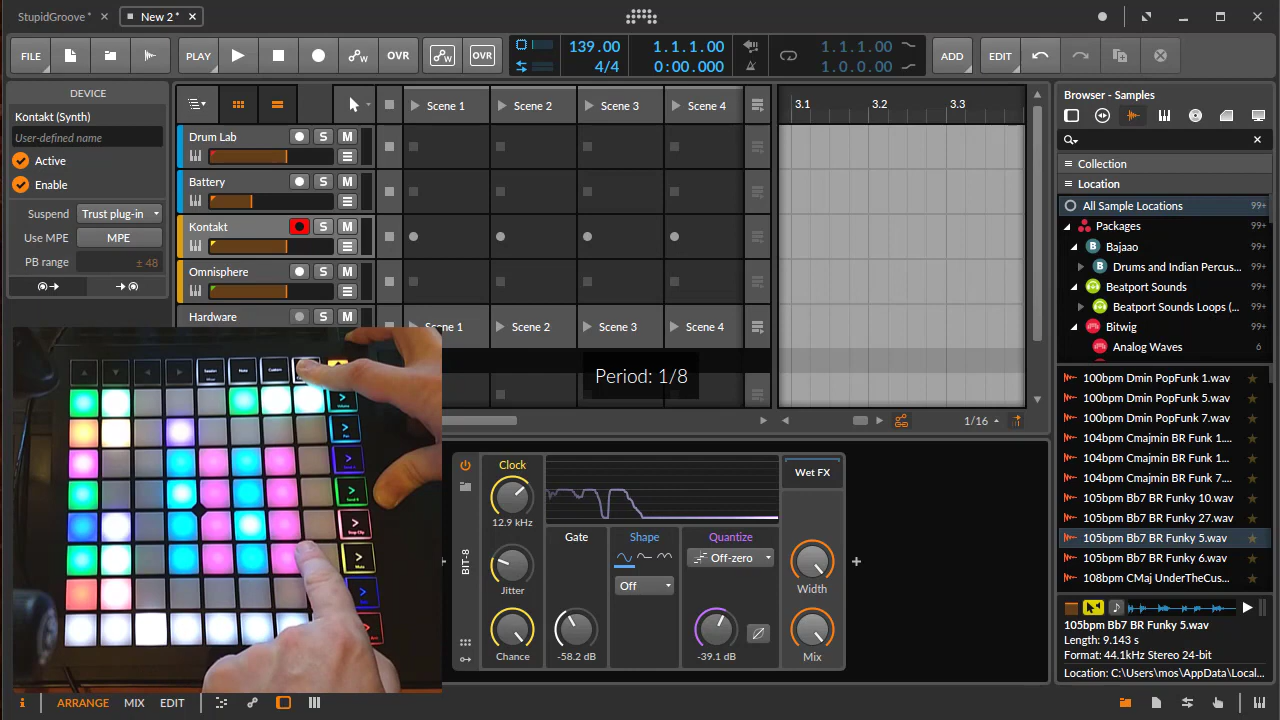 StupidGroove *
New 2 *
FILE
PLAY
OVR
OVR
139.00
4/4
1.1.1.00
0:00.000
1.1.1.00
1.0.0.00
ADD
EDIT
DEVICE
Kontakt (Synth)
User-defined name
Active
Enable
Suspend
Trust plug-in
Use MPE
MPE
PB range
± 48
Scene 1
Scene 2
Scene 3
Scene 4
Drum Lab
S
M
Battery
S
M
Kontakt
S
M
Omnisphere
S
M
Hardware
S
M
Scene 1
Scene 2
Scene 3
Scene 4
Period: 1/8
3.1
3.2
3.3
1/16
Browser - Samples
Collection
Location
All Sample Locations
99+
Packages
99+
Bajaao
99+
Drums and Indian Percus...
99+
Beatport Sounds
99+
Beatport Sounds Loops (...
99+
Bitwig
99+
Analog Waves
6
100bpm Dmin PopFunk 1.wav
100bpm Dmin PopFunk 5.wav
100bpm Dmin PopFunk 7.wav
104bpm Cmajmin BR Funk 1....
104bpm Cmajmin BR Funk 3....
104bpm Cmajmin BR Funk 4....
105bpm Bb7 BR Funky 10.wav
105bpm Bb7 BR Funky 27.wav
105bpm Bb7 BR Funky 5.wav
105bpm Bb7 BR Funky 6.wav
108bpm CMaj UnderTheCus...
105bpm Bb7 BR Funky 5.wav
Length: 9.143 s
Format: 44.1kHz Stereo 24-bit
Location: C:\Users\mos\AppData\Local...
BIT-8
Clock
12.9 kHz
Jitter
Chance
Gate
-58.2 dB
Shape
Off
Quantize
Off-zero
-39.1 dB
Wet FX
Width
Mix
Session
Note
Custom
Volume
Pan
Send A
Send B
Stop Clip
Mute
ARRANGE
MIX
EDIT